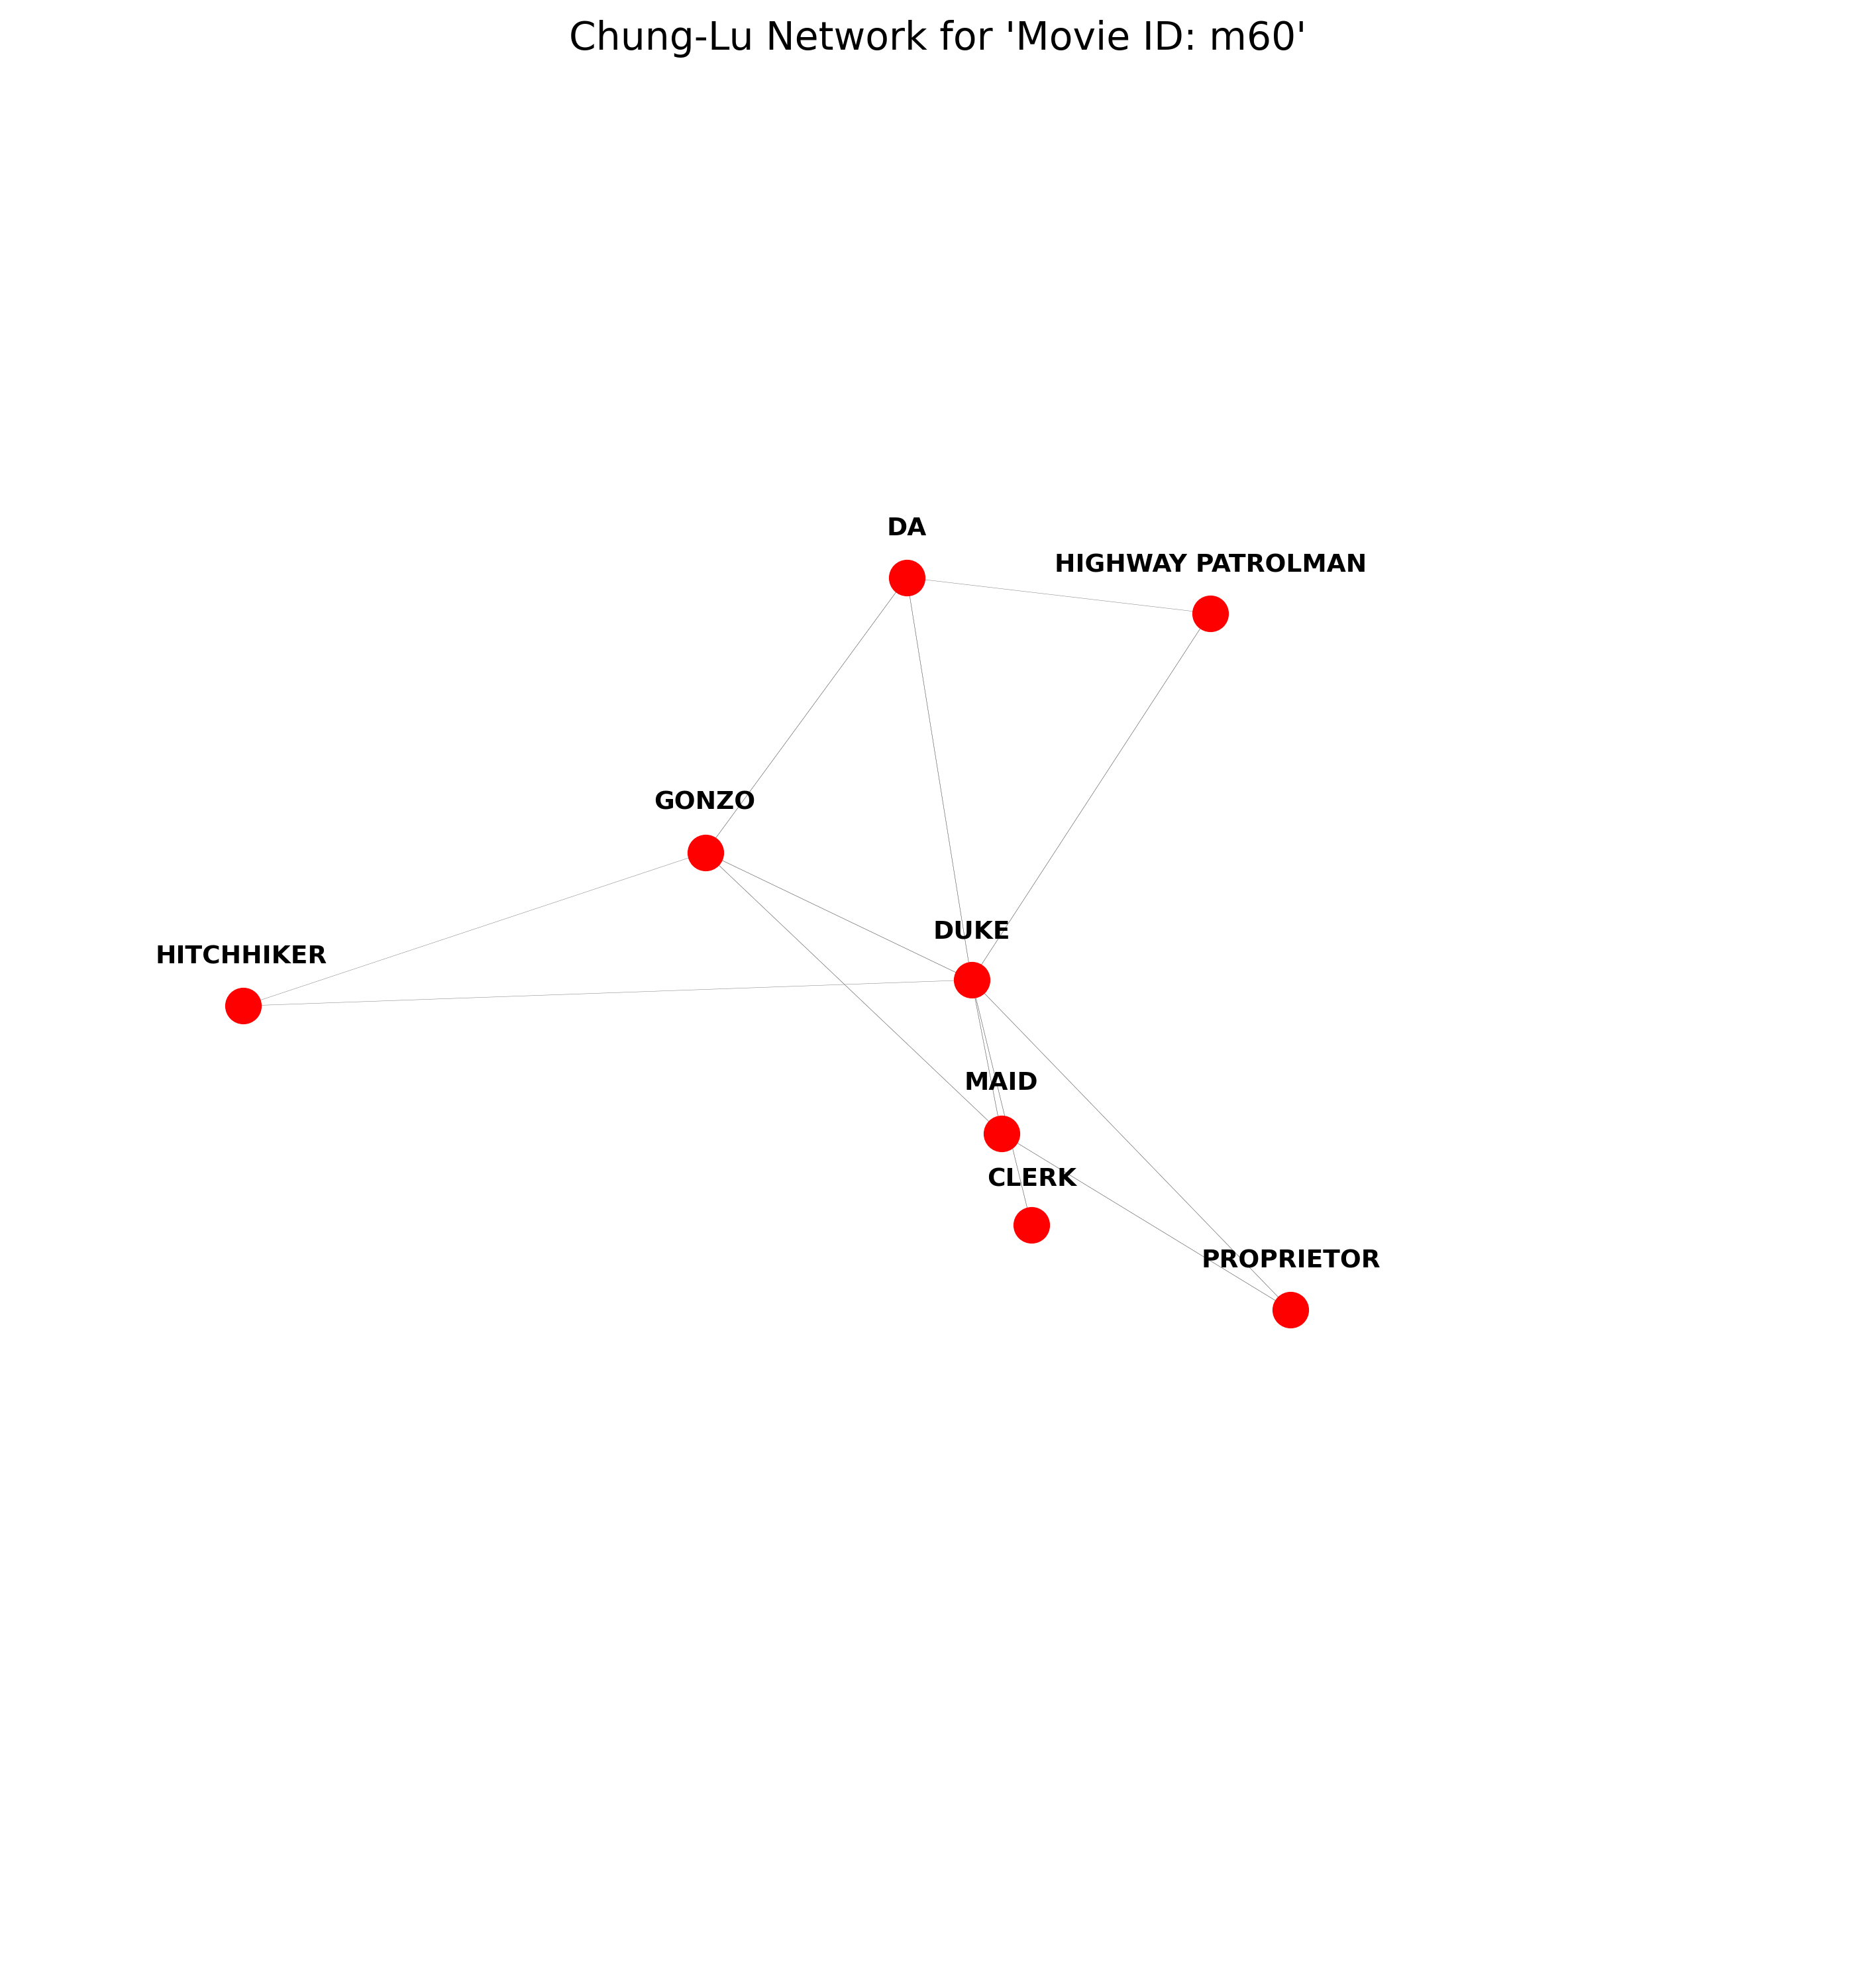 Chung-Lu Network for 'Movie ID: m60'
DA
HIGHWAY PATROLMAN
GONZO
DUKE
HITCHHIKER
MAID
CLERK
PROPRIETOR